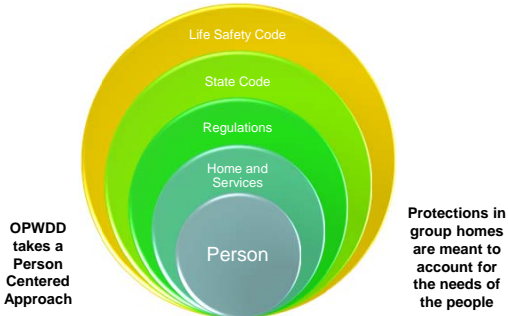 Life Safety Code
State Code
Regulations
Home and
Services
Person
OPWDD
takes a
Person
Centered
Approach
Protections in
group homes
are meant to
account for
the needs of
the people